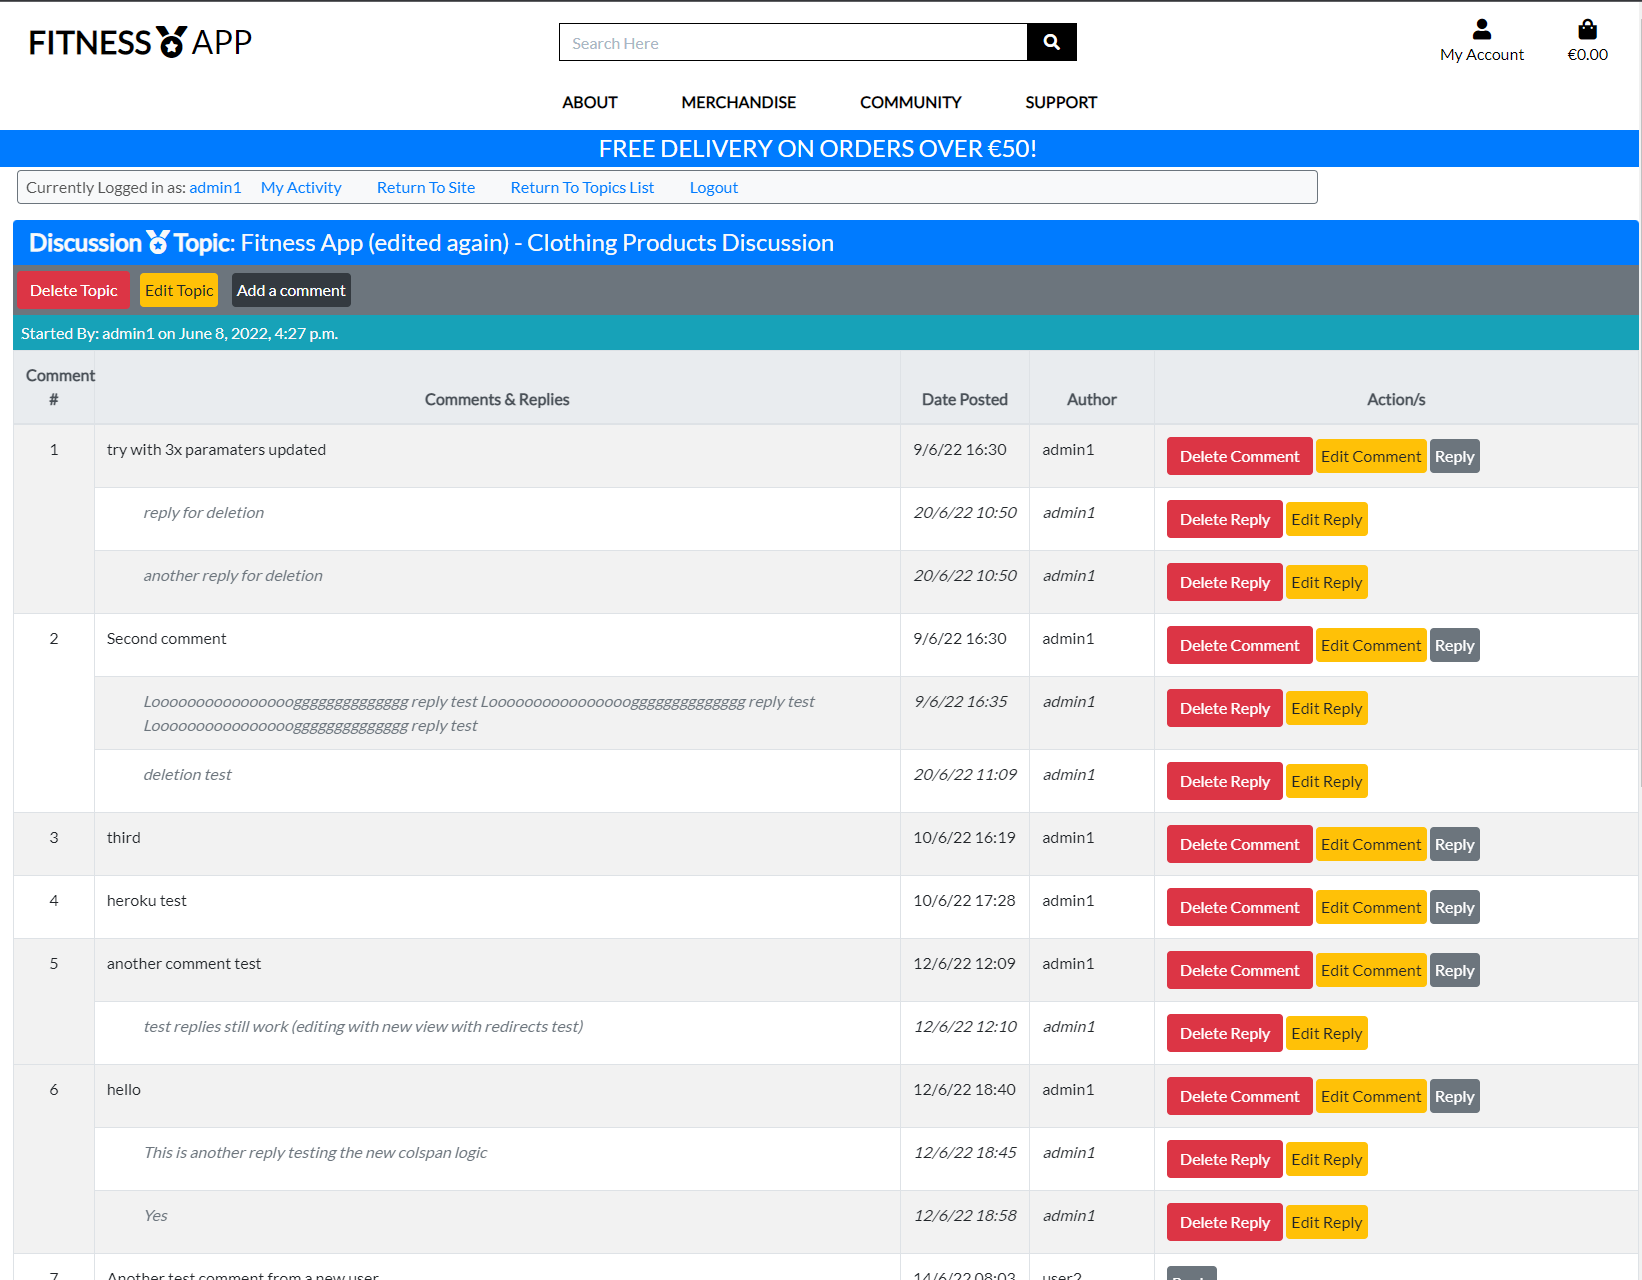 FITNESS APP
Search Here
My Account
€0.00
ABOUT MERCHANDISE COMMUNITY SUPPORT
FREE DELIVERY ON ORDERS OVER €50!
Currently Logged in as: admin1 My Activity Return To Site Return To Topics List Logout
Discussion Topic: Fitness App (edited again) - Clothing Products Discussion
Delete Topic Edit Topic Add a comment
Started By: admin1 on June 8, 2022, 4:27 p.m.
Comment
# Comments & Replies Date Posted Author Action/s
1 try with 3x paramaters updated 9/6/22 16:30 admin1 Delete Comment Edit Comment Reply
reply for deletion 20/6/22 10:50 admin1 Delete Reply Edit Reply
another reply for deletion 20/6/22 10:50 admin1 Delete Reply Edit Reply
2 Second comment 9/6/22 16:30 admin1 Delete Comment Edit Comment Reply
Looooooooooooooooggggggggggggggg reply test Looooooooooooooooggggggggggggggg reply test 9/6/22 16:35 admin1 Delete Reply Edit Reply
Looooooooooooooooggggggggggggggg reply test
deletion test 20/6/22 11:09 admin1 Delete Reply Edit Reply
3 third 10/6/22 16:19 admin1 Delete Comment Edit Comment Reply
4 heroku test 10/6/22 17:28 admin1 Delete Comment Edit Comment Reply
5 another comment test 12/6/22 12:09 admin1 Delete Comment Edit Comment Reply
test replies still work (editing with new view with redirects test) 12/6/22 12:10 admin1 Delete Reply Edit Reply
6 hello 12/6/22 18:40 admin1 Delete Comment Edit Comment Reply
This is another reply testing the new colspan logic 12/6/22 18:45 admin1 Delete Reply Edit Reply
Yes 12/6/22 18:58 admin1 Delete Reply Edit Reply
7 Another test comment from a new user 14/6/22 08:03 user2 Reply